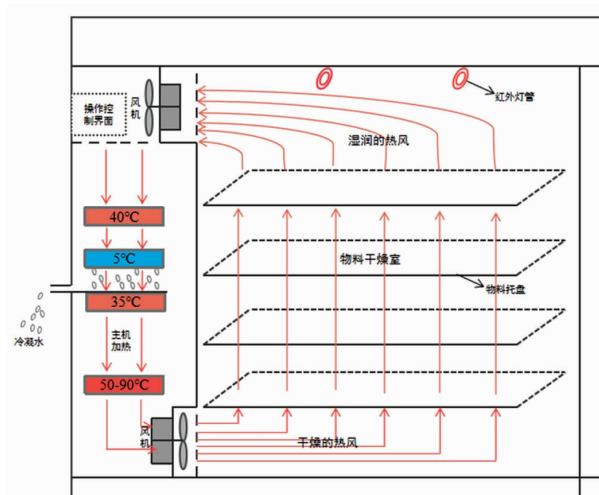 操作控
制界面
风
机
红外灯管
湿润的热风
40℃
5℃
物料干燥室
35℃
物料托盘
冷凝水
主机
加热
50-90℃
风
机
干燥的热风